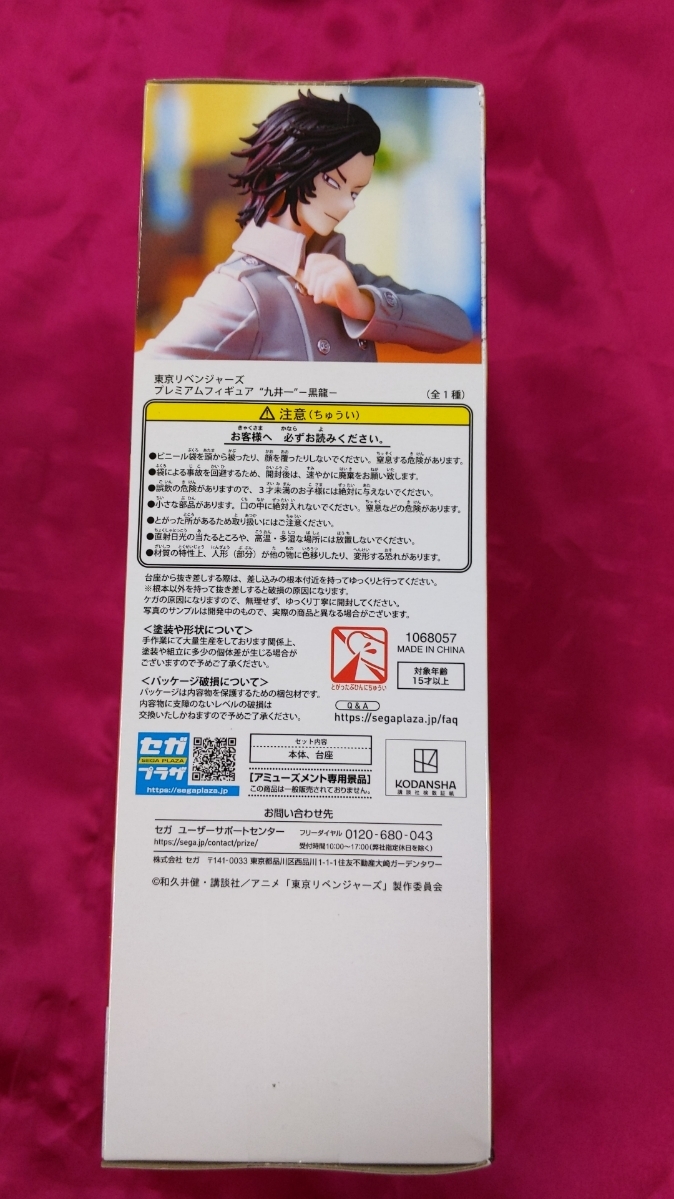 東京リベンジャーズ
プレミアムフィギュア “九井一”－黒龍－
（全1種）
⚠注意（ちゅうい）
お客様へ 必ずお読みください。
●ビニール袋を頭から被ったり、顔を覆ったりしないでください。窒息する危険があります。
●袋による事故を回避するため、開封後は、速やかに廃棄をお願い致します。
●誤飲の危険がありますので、3才未満のお子様には絶対に与えないでください。
●小さな部品があります。口の中に絶対入れないでください。窒息などの危険があります。
●とがった所があるため取り扱いにはご注意ください。
●直射日光の当たるところや、高温・多湿な場所には放置しないでください。
●材質の特性上、人形（部分）が他の物に色移りしたり、変形する恐れがあります。
台座から抜き差しする際は、差し込みの根本付近を持ってゆっくりと行ってください。
※根本以外を持って抜き差しすると破損の原因になります。
ケガの原因になりますので、無理せず、ゆっくり丁寧に開封してください。
写真のサンプルは開発中のもので、実際の商品と異なる場合がございます。
＜塗装や形状について＞
手作業にて大量生産をしております関係上、
塗装や組立に多少の個体差が生じる場合が
ございますので予めご了承ください。
＜パッケージ破損について＞
パッケージは内容物を保護するための梱包材です。
内容物に支障のないレベルの破損は
交換いたしかねますので予めご了承ください。
とがったぶひんにちゅうい
1068057
MADE IN CHINA
対象年齢
15才以上
Q&A
https://segaplaza.jp/faq
セガ
SEGA PLAZA
プラザ
https://segaplaza.jp
セット内容
本体、台座
【アミューズメント専用景品】
この商品は一般販売されておりません。
KODANSHA
講談社検数証紙
お問い合わせ先
セガ ユーザーサポートセンター
https://sega.jp/contact/prize/
フリーダイヤル 0120-680-043
受付時間10:00〜17:00（弊社指定休日を除く）
株式会社 セガ 〒141-0033 東京都品川区西品川1-1-1住友不動産大崎ガーデンタワー
©和久井健・講談社／アニメ「東京リベンジャーズ」製作委員会